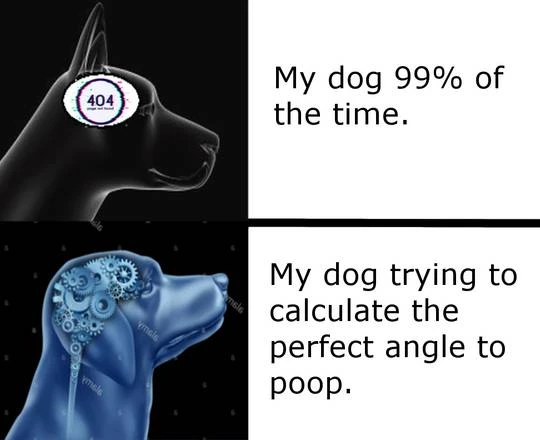 404
My dog 99% of
the time.
My dog trying to
calculate the
perfect angle to
poop.